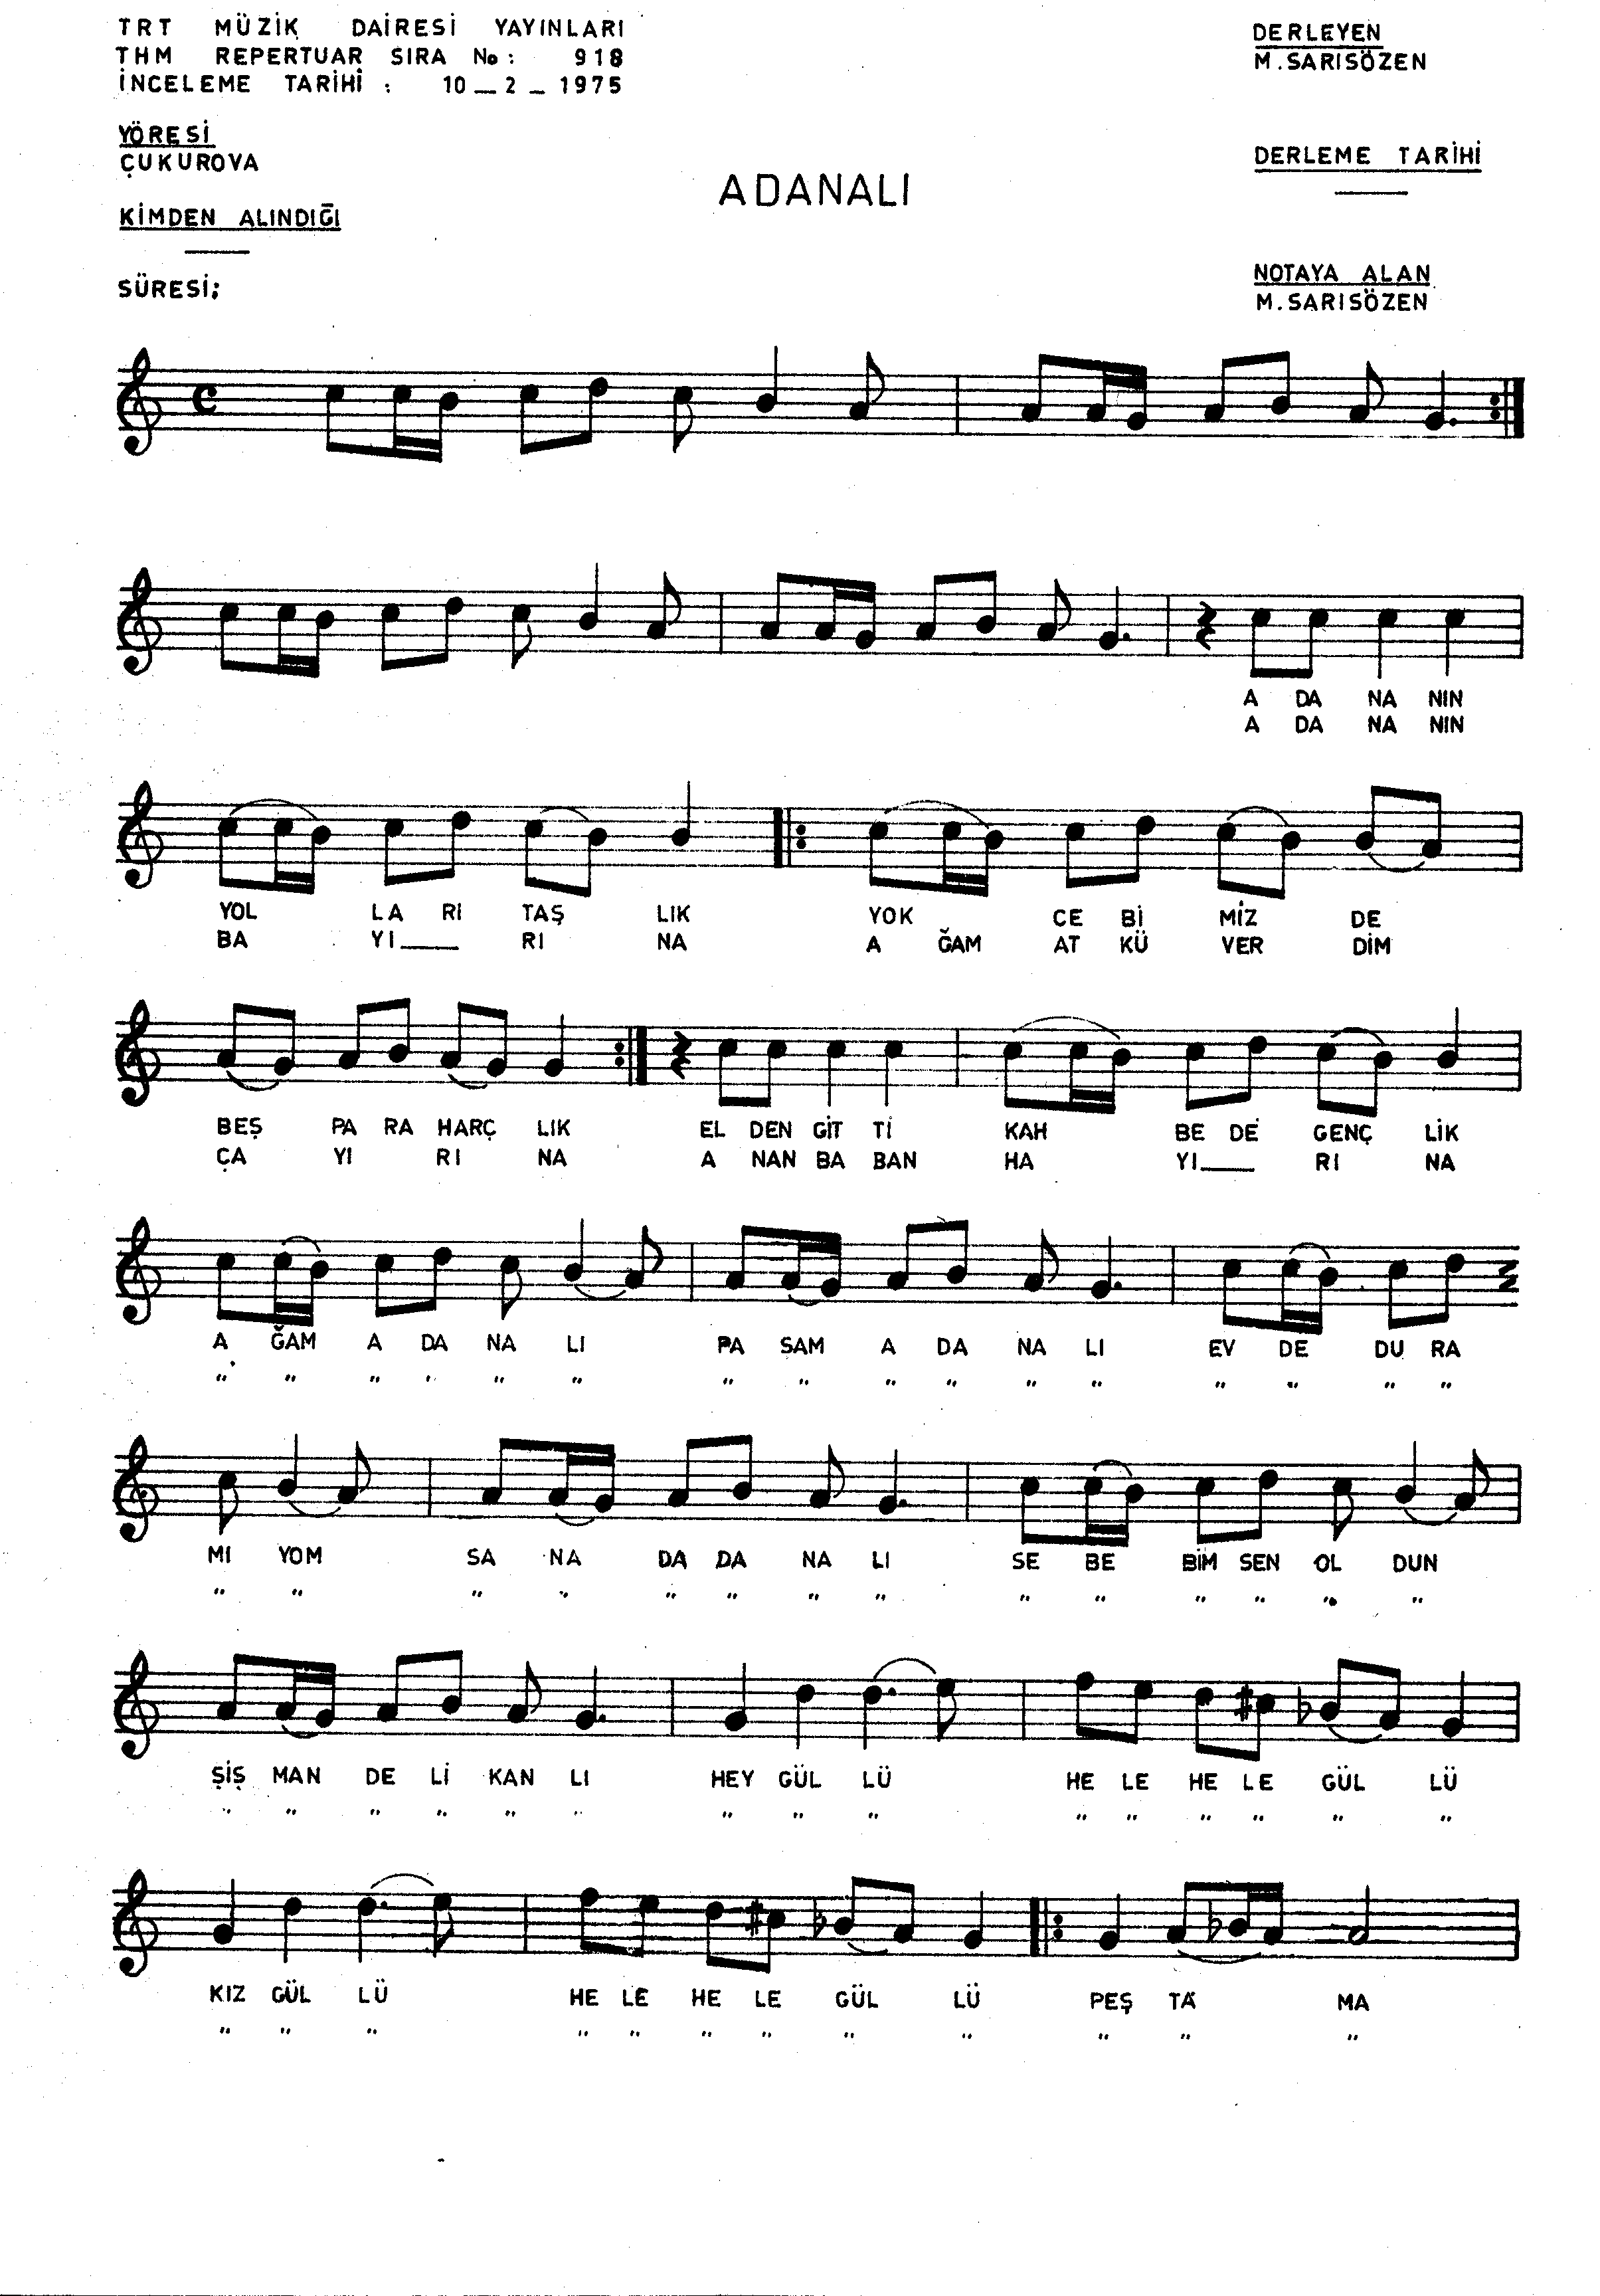 TRT MÜZİK DAİRESİ YAYINLARI
THM REPERTUAR SIRA No: 918
İNCELEME TARİHİ : 10 _ 2 _ 1975
DERLEYEN
M.SARISÖZEN
YÖRESİ
ÇUKUROVA
DERLEME TARİHİ
ADANALI
KİMDEN ALINDIĞI
SÜRESİ;
NOTAYA ALAN
M.SARISÖZEN
A DA NA NIN
A DA NA NIN
YOL LA RI TAŞ LIK YOK CE Bİ MİZ DE
BA YI___ RI NA A ĞAM AT KÜ VER DİM
BEŞ PA RA HARÇ LIK EL DEN GİT Tİ KAH BE DE GENÇ LİK
ÇA YI RI NA A NAN BA BAN HA YI___ RI NA
A ĞAM A DA NA LI PA SAM A DA NA LI EV DE DU RA
" " " " " " " " " " " " " " " "
MI YOM SA NA DA DA NA LI SE BE BİM SEN OL DUN
" " " " " " " " " " " " " "
ŞİŞ MAN DE Lİ KAN LI HEY GÜL LÜ HE LE HE LE GÜL LÜ
" " " " " " " " " " " " " " "
KIZ GÜL LÜ HE LE HE LE GÜL LÜ PEŞ TA MA
" " " " " " " " " " " "